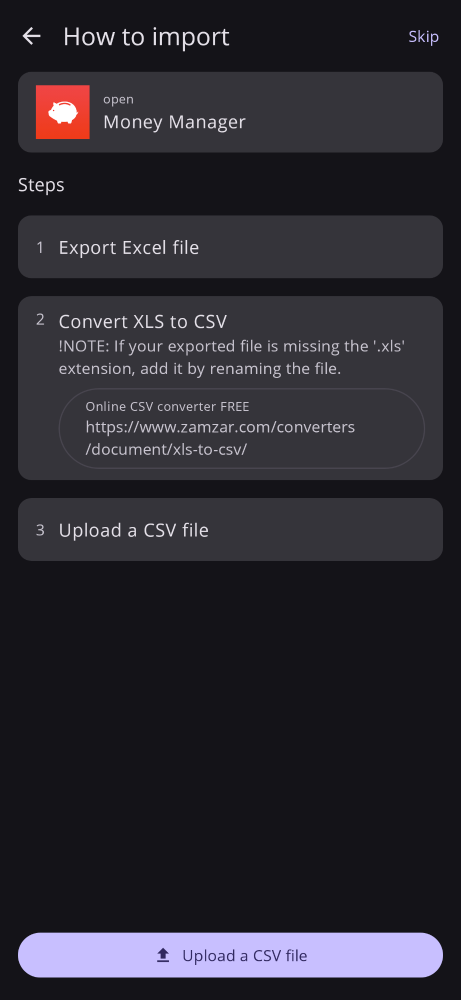 How to import
Skip
open
Money Manager
Steps
1 Export Excel file
2 Convert XLS to CSV
!NOTE: If your exported file is missing the '.xls'
extension, add it by renaming the file.
Online CSV converter FREE
https://www.zamzar.com/converters
/document/xls-to-csv/
3 Upload a CSV file
Upload a CSV file